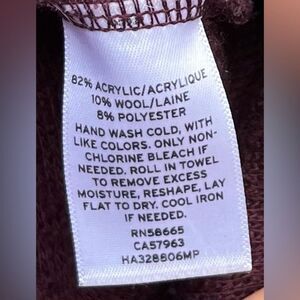 82% ACRYLIC/ACRYLIQUE
10% WOOL/LAINE
8% POLYESTER
HAND WASH COLD, WITH
LIKE COLORS. ONLY NON-
CHLORINE BLEACH IF
NEEDED. ROLL IN TOWEL
TO REMOVE EXCESS
MOISTURE, RESHAPE, LAY
FLAT TO DRY. COOL IRON
IF NEEDED.
RN58665
CA57963
HA328806MP